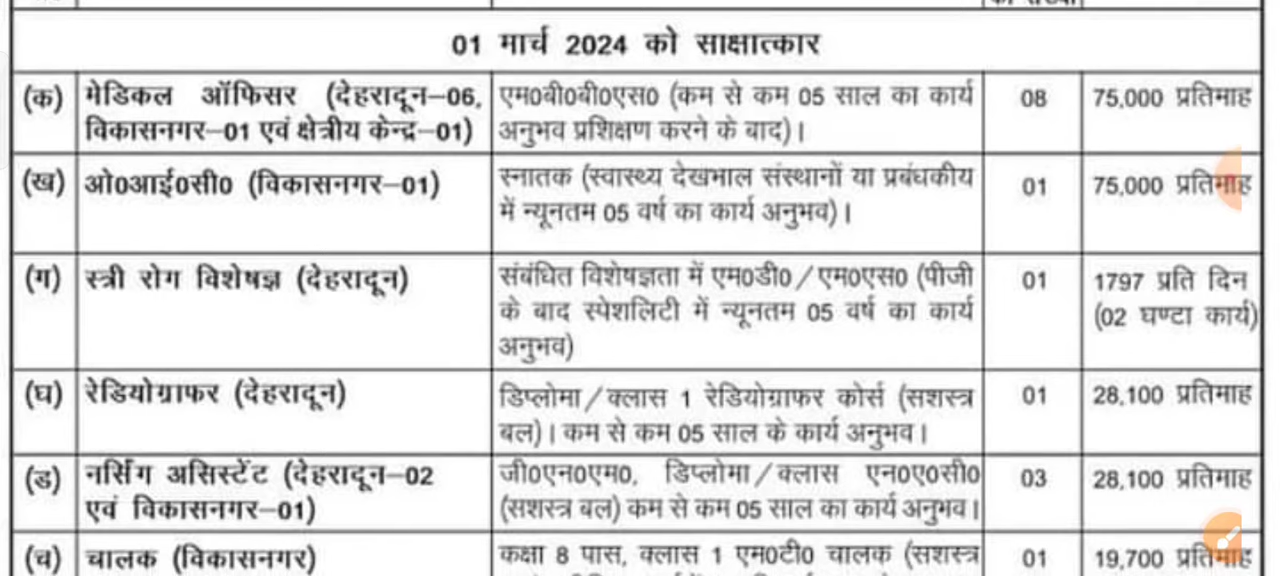 01 मार्च 2024 को साक्षात्कार
(क) मेडिकल ऑफिसर (देहरादून–06, एम0बी0बी0एस0 (कम से कम 05 साल का कार्य 08 75,000 प्रतिमाह
विकासनगर–01 एवं क्षेत्रीय केन्द्र–01) अनुभव प्रशिक्षण करने के बाद)।
(ख) ओ0आई0सी0 (विकासनगर–01) स्नातक (स्वास्थ्य देखभाल संस्थानों या प्रबंधकीय 01 75,000 प्रतिमाह
में न्यूनतम 05 वर्ष का कार्य अनुभव)।
(ग) स्त्री रोग विशेषज्ञ (देहरादून) संबंधित विशेषज्ञता में एम0डी0/एम0एस0 (पीजी 01 1797 प्रति दिन
के बाद स्पेशलिटी में न्यूनतम 05 वर्ष का कार्य (02 घण्टा कार्य)
अनुभव)
(घ) रेडियोग्राफर (देहरादून) डिप्लोमा/क्लास 1 रेडियोग्राफर कोर्स (सशस्त्र 01 28,100 प्रतिमाह
बल)। कम से कम 05 साल के कार्य अनुभव।
(ड) नर्सिंग असिस्टेंट (देहरादून–02 जी0एन0एम0, डिप्लोमा/क्लास एन0ए0सी0 03 28,100 प्रतिमाह
एवं विकासनगर–01) (सशस्त्र बल) कम से कम 05 साल का कार्य अनुभव।
(च) चालक (विकासनगर) कक्षा 8 पास, क्लास 1 एम0टी0 चालक (सशस्त्र 01 19,700 प्रतिमाह